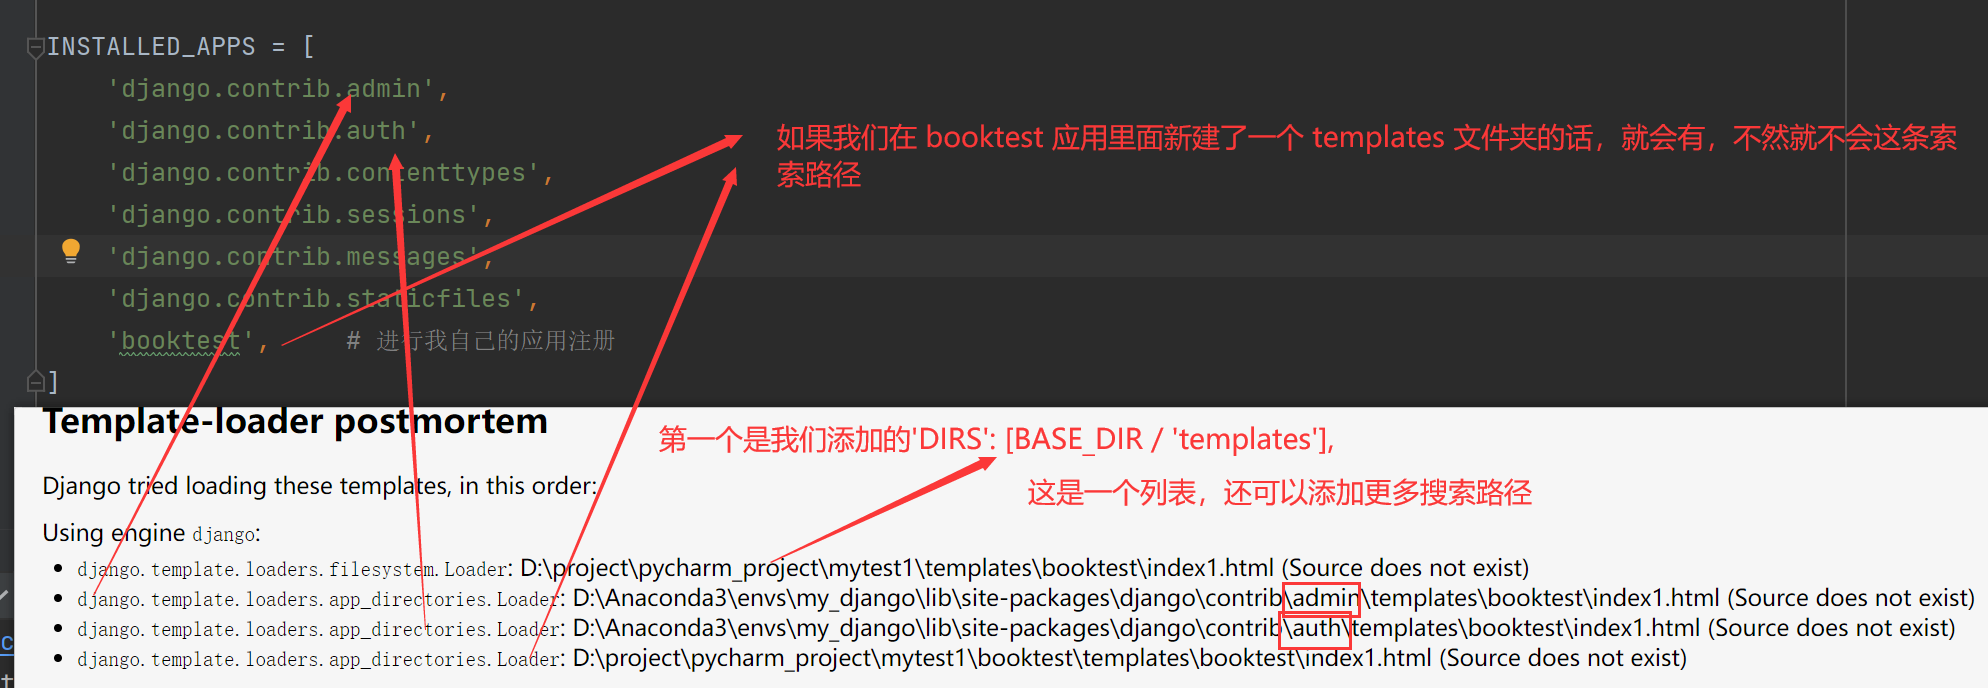 INSTALLED_APPS = [
'django.contrib.admin',
'django.contrib.auth',
'django.contrib.contenttypes',
'django.contrib.sessions',
'django.contrib.messages',
'django.contrib.staticfiles',
'booktest', # 进行我自己的应用注册
]
如果我们在 booktest 应用里面新建了一个 templates 文件夹的话，就会有，不然就不会这条索
索路径
Template-loader postmortem
第一个是我们添加的'DIRS': [BASE_DIR / 'templates'],
这是一个列表，还可以添加更多搜索路径
Django tried loading these templates, in this order:
Using engine django:
• django.template.loaders.filesystem.Loader: D:\project\pycharm_project\mytest1\templates\booktest\index1.html (Source does not exist)
• django.template.loaders.app_directories.Loader: D:\Anaconda3\envs\my_django\lib\site-packages\django\contrib\admin\templates\booktest\index1.html (Source does not exist)
• django.template.loaders.app_directories.Loader: D:\Anaconda3\envs\my_django\lib\site-packages\django\contrib\auth\templates\booktest\index1.html (Source does not exist)
• django.template.loaders.app_directories.Loader: D:\project\pycharm_project\mytest1\booktest\templates\booktest\index1.html (Source does not exist)